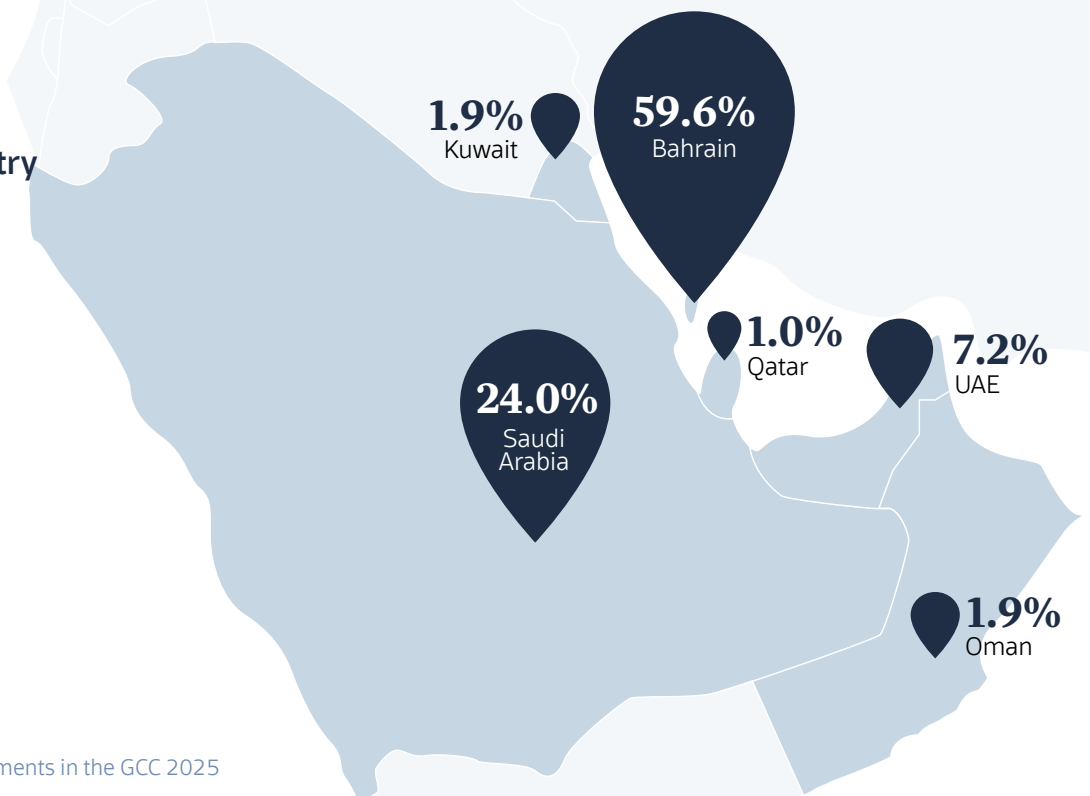 59.6%
Bahrain
1.9%
Kuwait
try
1.0%
Qatar
7.2%
UAE
24.0%
Saudi
Arabia
1.9%
Oman
ments in the GCC 2025